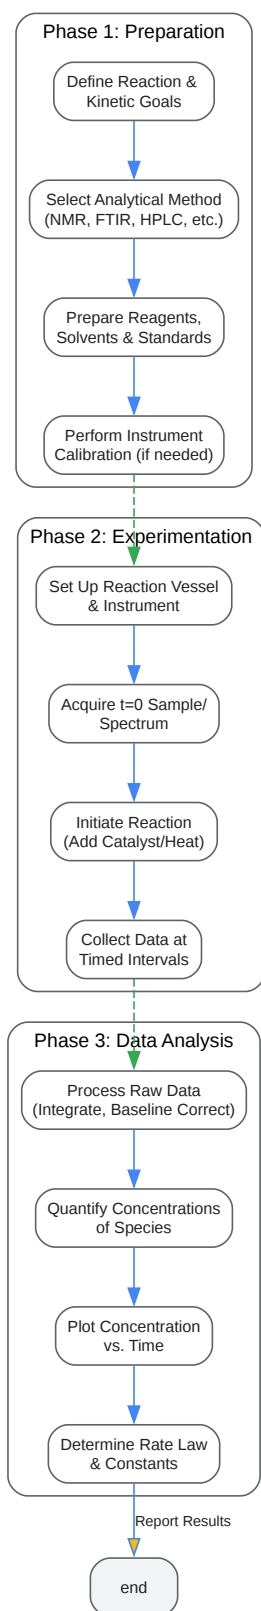 Phase 1: Preparation
Define Reaction &
Kinetic Goals
Select Analytical Method
(NMR, FTIR, HPLC, etc.)
Prepare Reagents,
Solvents & Standards
Perform Instrument
Calibration (if needed)
Phase 2: Experimentation
Set Up Reaction Vessel
& Instrument
Acquire t=0 Sample/
Spectrum
Initiate Reaction
(Add Catalyst/Heat)
Collect Data at
Timed Intervals
Phase 3: Data Analysis
Process Raw Data
(Integrate, Baseline Correct)
Quantify Concentrations
of Species
Plot Concentration
vs. Time
Determine Rate Law
& Constants
Report Results
end